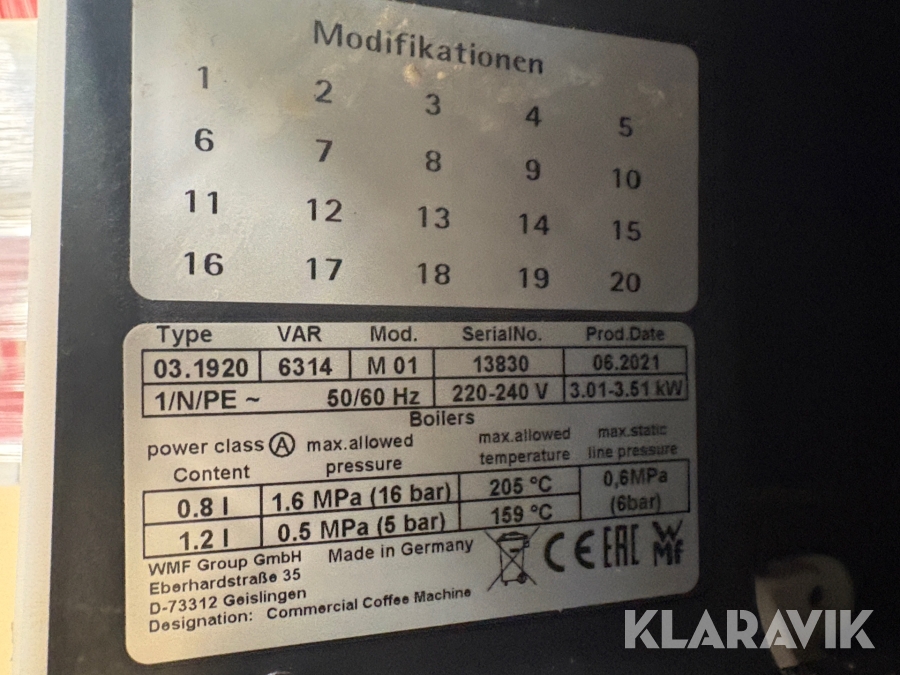 Modifikationen
1 2 3 4 5
6 7 8 9 10
11 12 13 14 15
16 17 18 19 20
Type VAR Mod. SerialNo. Prod.Date
03.1920 6314 M 01 13830 06.2021
1/N/PE ~ 50/60 Hz 220-240 V 3.01-3.51 kW
Boilers
power class A max.allowed max.allowed max.static
Content pressure temperature line pressure
0.8 l 1.6 MPa (16 bar) 205 °C 0,6MPa
1.2 l 0.5 MPa (5 bar) 159 °C (6bar)
WMF Group GmbH Made in Germany
Eberhardstraße 35
D-73312 Geislingen
Designation: Commercial Coffee Machine
CE EAC WMF
KLARAVIK